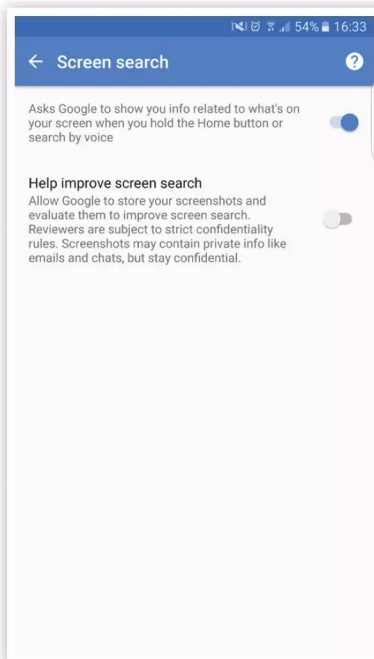 54% 16:33
Screen search
Asks Google to show you info related to what's on
your screen when you hold the Home button or
search by voice
Help improve screen search
Allow Google to store your screenshots and
evaluate them to improve screen search.
Reviewers are subject to strict confidentiality
rules. Screenshots may contain private info like
emails and chats, but stay confidential.